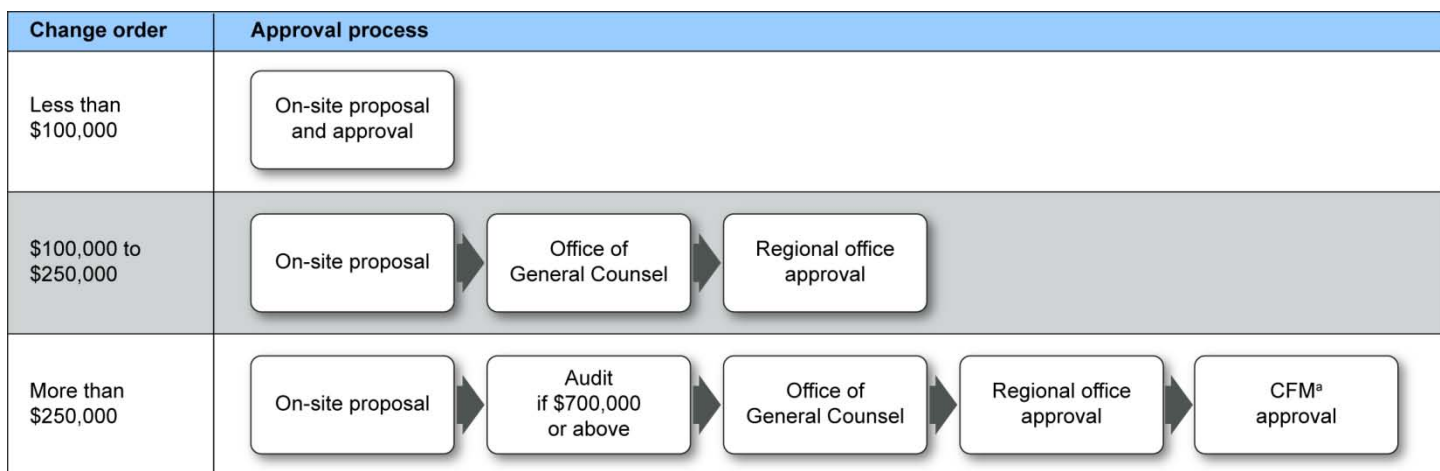 Change order
Approval process
Less than
$100,000
On-site proposal
and approval
$100,000 to
$250,000
On-site proposal
Office of
General Counsel
Regional office
approval
More than
$250,000
On-site proposal
Audit
if $700,000
or above
Office of
General Counsel
Regional office
approval
CFMª
approval